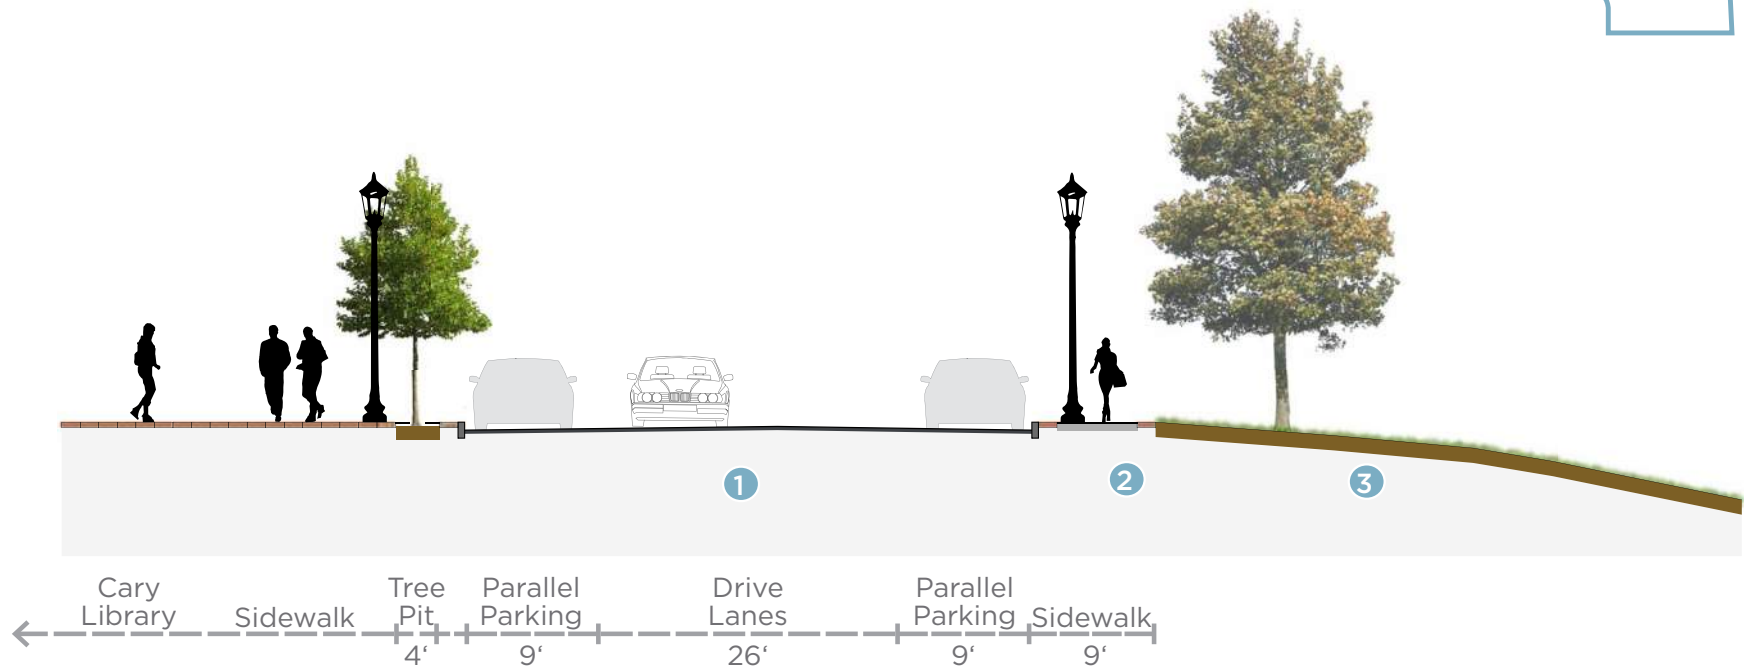 1
2
3
Cary
Library
Sidewalk
Tree
Pit
Parallel
Parking
Drive
Lanes
Parallel
Parking
Sidewalk
4‘
9‘
26‘
9‘
9‘